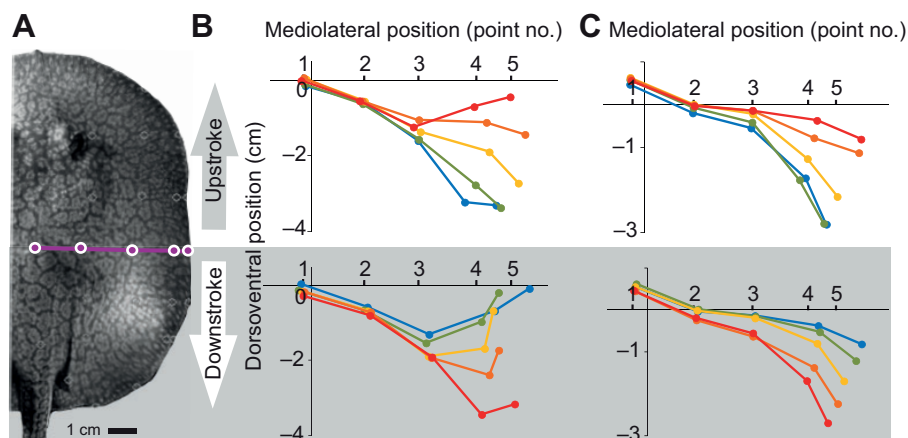 A
B
Mediolateral position (point no.)
C
Mediolateral position (point no.)
1 2 3 4 5
0
–2
–4
1 2 3 4 5
–1
–3
Upstroke
Downstroke
Dorsoventral position (cm)
1 2 3 4 5
0
–2
–4
1 2 3 4 5
–1
–3
1 cm